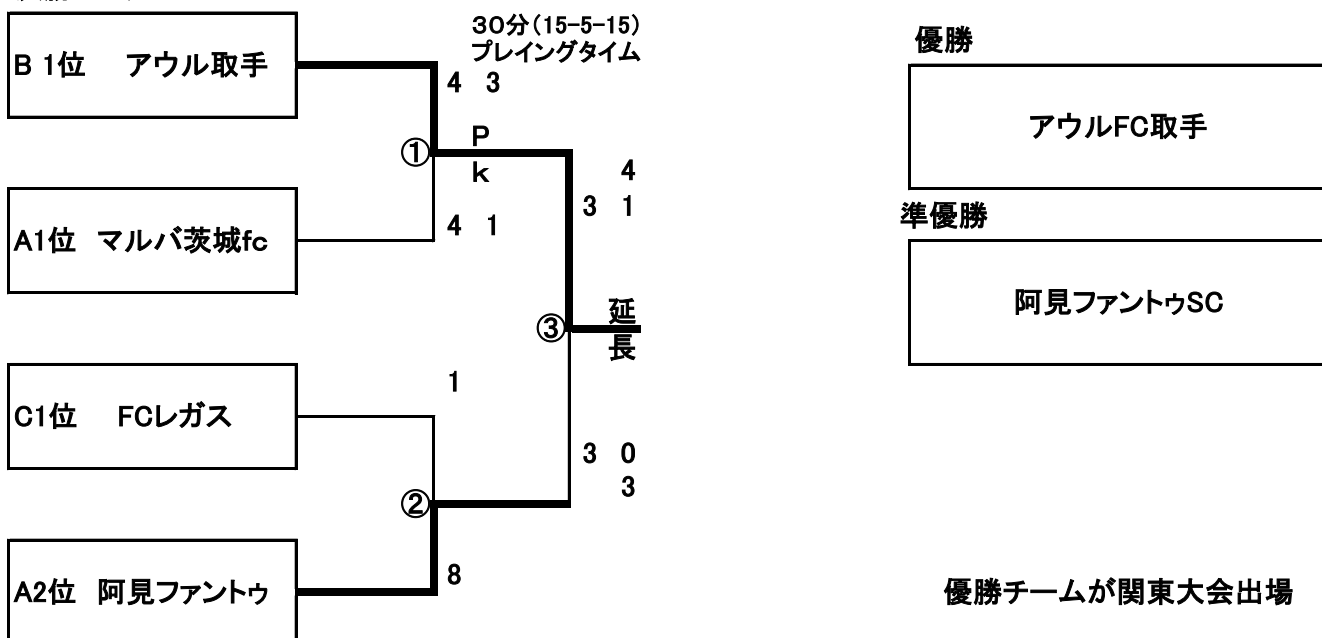 30分(15-5-15)
プレイングタイム
B 1位 アウル取手
4 3
①
P
k
4 1
A1位 マルバ茨城fc
4
3 1
③
延
長
1
C1位 FCレガス
3 0
3
②
8
A2位 阿見ファントゥ
優勝
アウルFC取手
準優勝
阿見ファントゥSC
優勝チームが関東大会出場